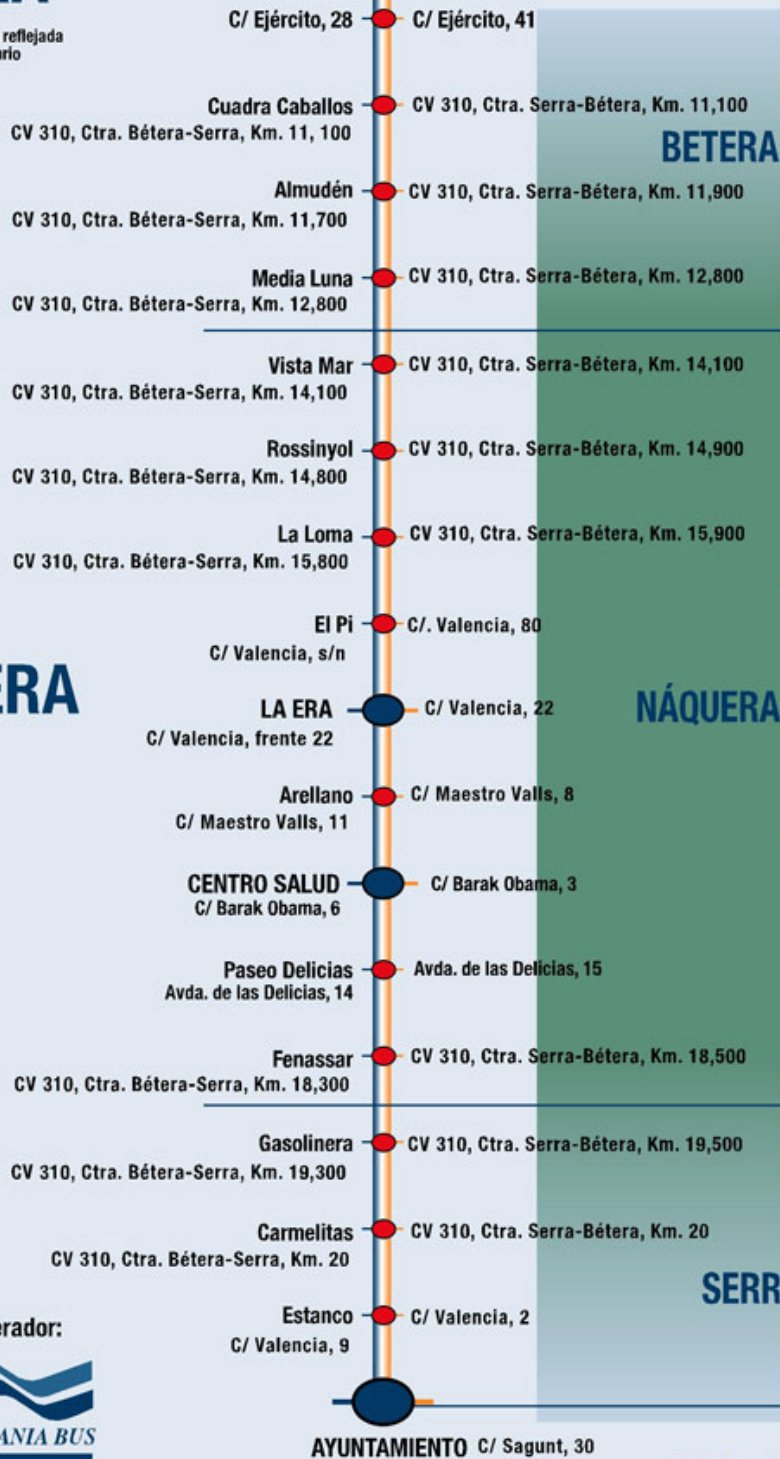 reflejada
C/ Ejército, 28 C/ Ejército, 41
Cuadra Caballos CV 310, Ctra. Serra-Bétera, Km. 11,100
CV 310, Ctra. Bétera-Serra, Km. 11, 100
BETERA
Almudén CV 310, Ctra. Serra-Bétera, Km. 11,900
CV 310, Ctra. Bétera-Serra, Km. 11,700
Media Luna CV 310, Ctra. Serra-Bétera, Km. 12,800
CV 310, Ctra. Bétera-Serra, Km. 12,800
Vista Mar CV 310, Ctra. Serra-Bétera, Km. 14,100
CV 310, Ctra. Bétera-Serra, Km. 14,100
Rossinyol CV 310, Ctra. Serra-Bétera, Km. 14,900
CV 310, Ctra. Bétera-Serra, Km. 14,800
La Loma CV 310, Ctra. Serra-Bétera, Km. 15,900
CV 310, Ctra. Bétera-Serra, Km. 15,800
El Pi C/. Valencia, 80
C/ Valencia, s/n
ERA
LA ERA C/ Valencia, 22
NÁQUERA
C/ Valencia, frente 22
Arellano C/ Maestro Valls, 8
C/ Maestro Valls, 11
CENTRO SALUD C/ Barak Obama, 3
C/ Barak Obama, 6
Paseo Delicias Avda. de las Delicias, 15
Avda. de las Delicias, 14
Fenassar CV 310, Ctra. Serra-Bétera, Km. 18,500
CV 310, Ctra. Bétera-Serra, Km. 18,300
Gasolinera CV 310, Ctra. Serra-Bétera, Km. 19,500
CV 310, Ctra. Bétera-Serra, Km. 19,300
Carmelitas CV 310, Ctra. Serra-Bétera, Km. 20
CV 310, Ctra. Bétera-Serra, Km. 20
SERR
Estanco C/ Valencia, 2
C/ Valencia, 9
erador:
ANIA BUS
AYUNTAMIENTO C/ Sagunt, 30